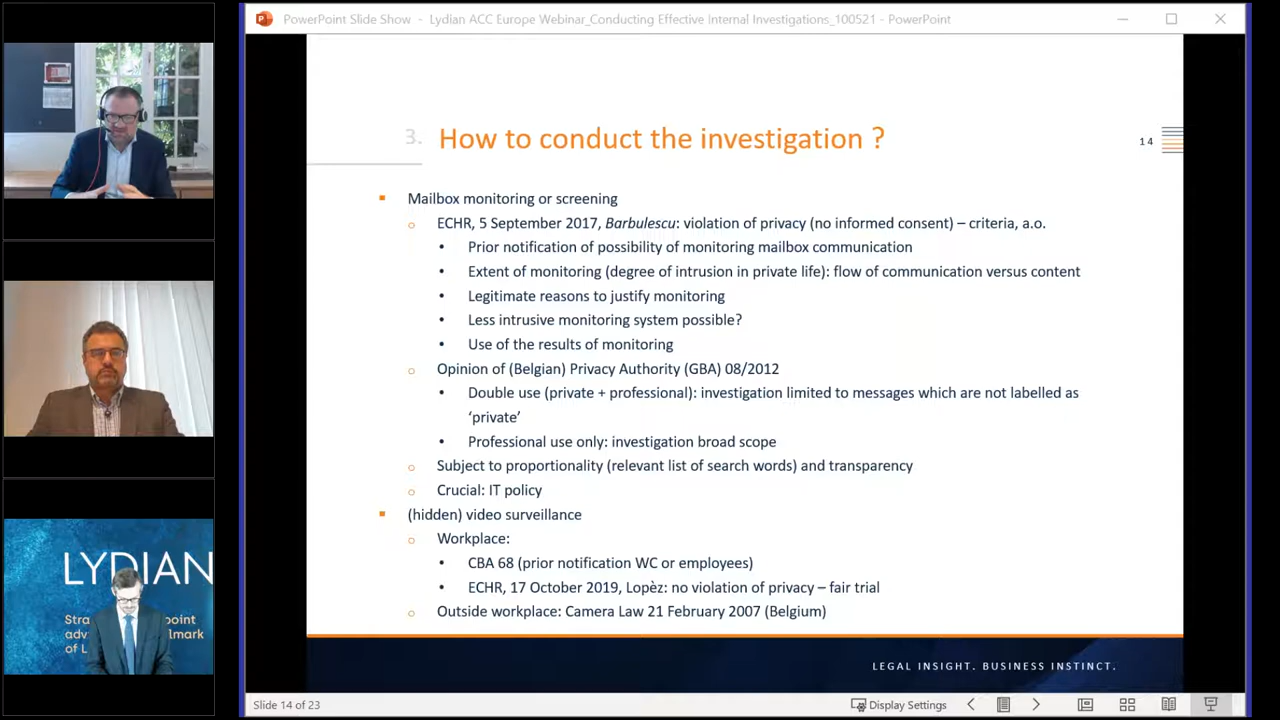 PowerPoint Slide Show - Lydian ACC Europe Webinar_Conducting Effective Internal Investigations_100521 - PowerPoint
3. How to conduct the investigation ?
14
Mailbox monitoring or screening
ECHR, 5 September 2017, Barbulescu: violation of privacy (no informed consent) – criteria, a.o.
Prior notification of possibility of monitoring mailbox communication
Extent of monitoring (degree of intrusion in private life): flow of communication versus content
Legitimate reasons to justify monitoring
Less intrusive monitoring system possible?
Use of the results of monitoring
Opinion of (Belgian) Privacy Authority (GBA) 08/2012
Double use (private + professional): investigation limited to messages which are not labelled as
‘private’
Professional use only: investigation broad scope
Subject to proportionality (relevant list of search words) and transparency
Crucial: IT policy
(hidden) video surveillance
Workplace:
CBA 68 (prior notification WC or employees)
ECHR, 17 October 2019, Lopèz: no violation of privacy – fair trial
Outside workplace: Camera Law 21 February 2007 (Belgium)
LEGAL INSIGHT. BUSINESS INSTINCT.
Slide 14 of 23
Display Settings
LYDIAN
Stra point
adv llmark
of L